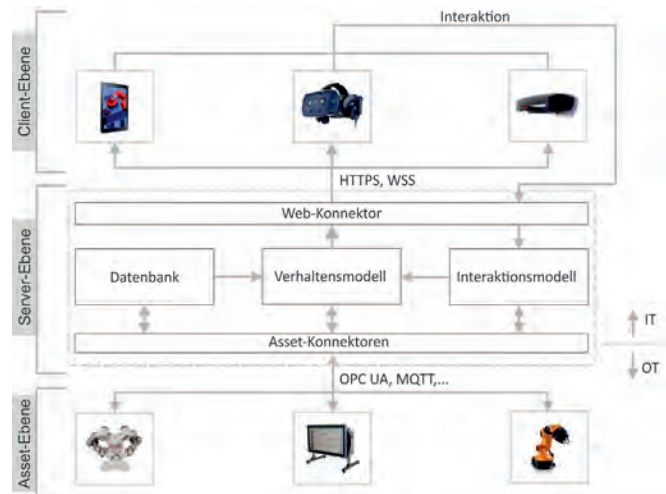 Interaktion
Client-Ebene
HTTPS, WSS
Web-Konnektor
Server-Ebene
Datenbank
Verhaltensmodell
Interaktionsmodell
IT
Asset-Konnektoren
OT
OPC UA, MQTT,...
Asset-Ebene